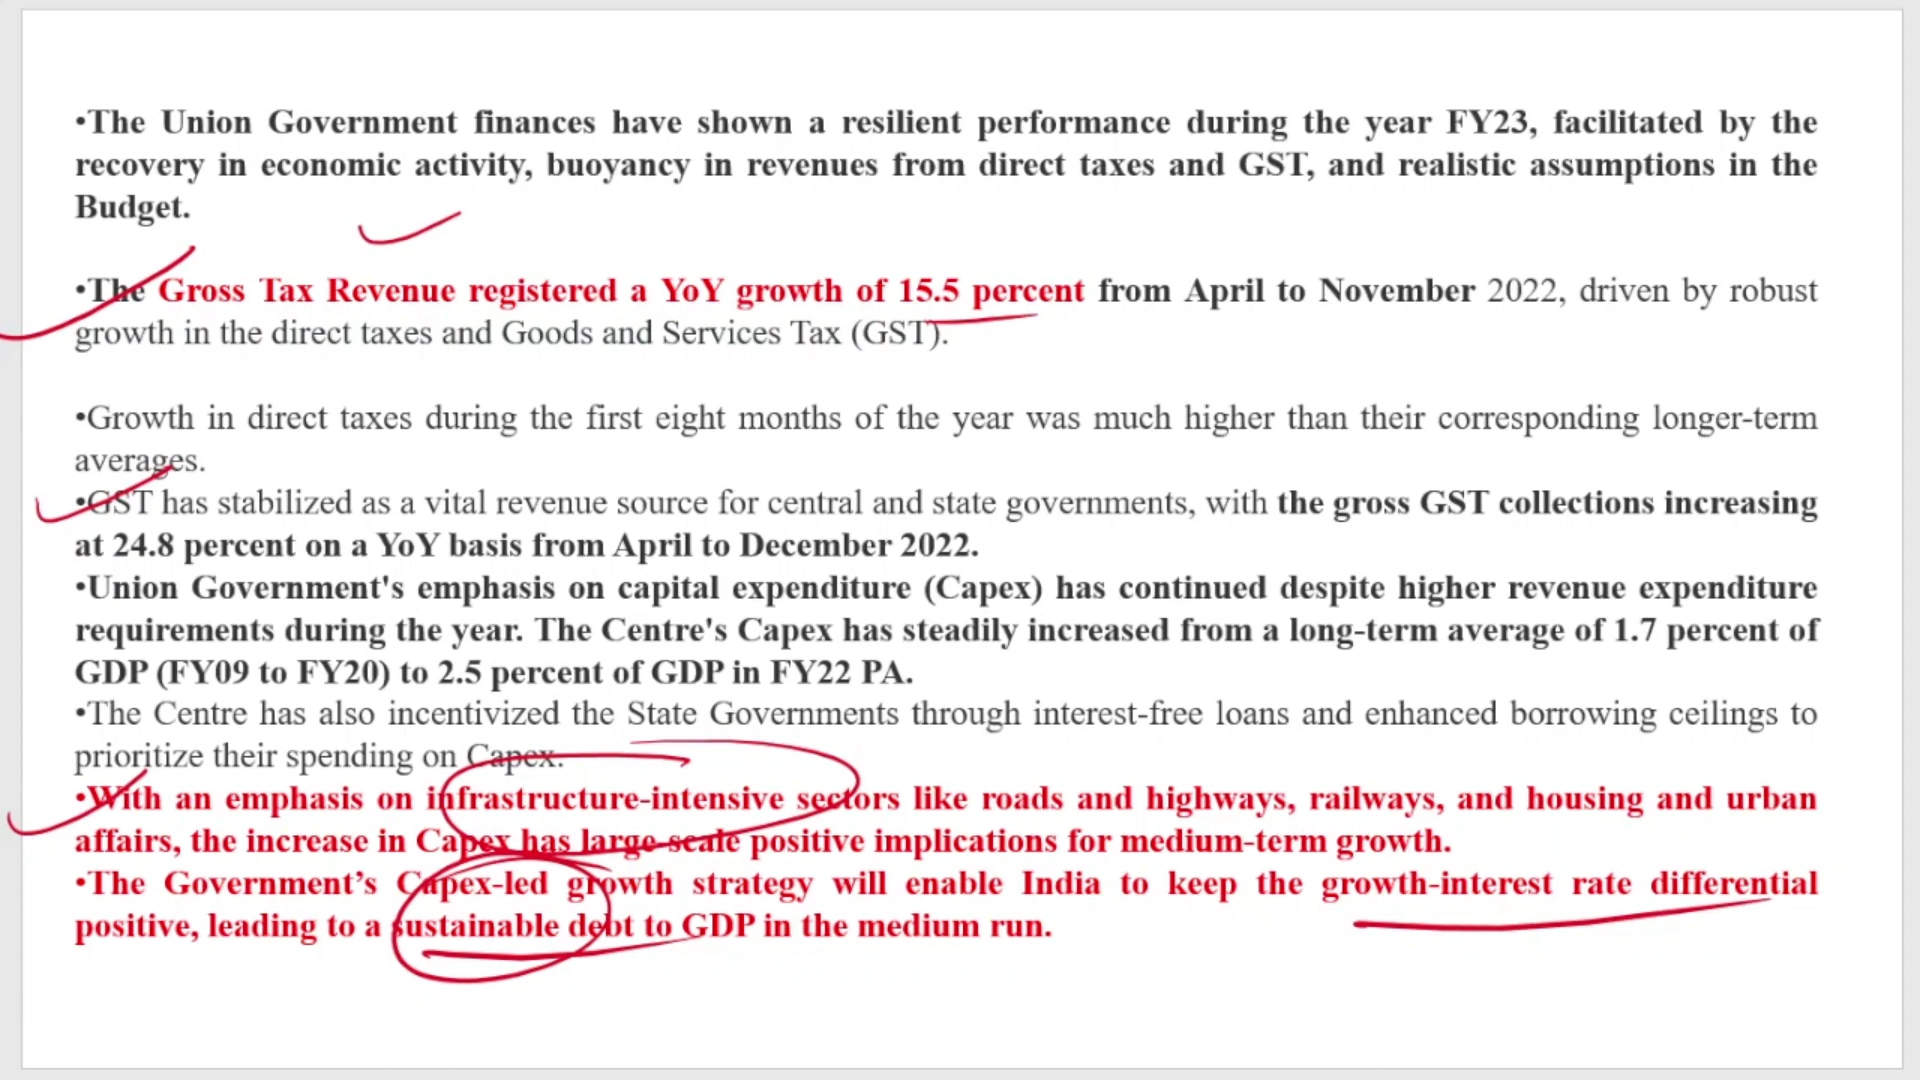 •The Union Government finances have shown a resilient performance during the year FY23, facilitated by the
recovery in economic activity, buoyancy in revenues from direct taxes and GST, and realistic assumptions in the
Budget.
•The Gross Tax Revenue registered a YoY growth of 15.5 percent from April to November 2022, driven by robust
growth in the direct taxes and Goods and Services Tax (GST).
•Growth in direct taxes during the first eight months of the year was much higher than their corresponding longer-term
averages.
•GST has stabilized as a vital revenue source for central and state governments, with the gross GST collections increasing
at 24.8 percent on a YoY basis from April to December 2022.
•Union Government's emphasis on capital expenditure (Capex) has continued despite higher revenue expenditure
requirements during the year. The Centre's Capex has steadily increased from a long-term average of 1.7 percent of
GDP (FY09 to FY20) to 2.5 percent of GDP in FY22 PA.
•The Centre has also incentivized the State Governments through interest-free loans and enhanced borrowing ceilings to
prioritize their spending on Capex.
•With an emphasis on infrastructure-intensive sectors like roads and highways, railways, and housing and urban
affairs, the increase in Capex has large-scale positive implications for medium-term growth.
•The Government’s Capex-led growth strategy will enable India to keep the growth-interest rate differential
positive, leading to a sustainable debt to GDP in the medium run.